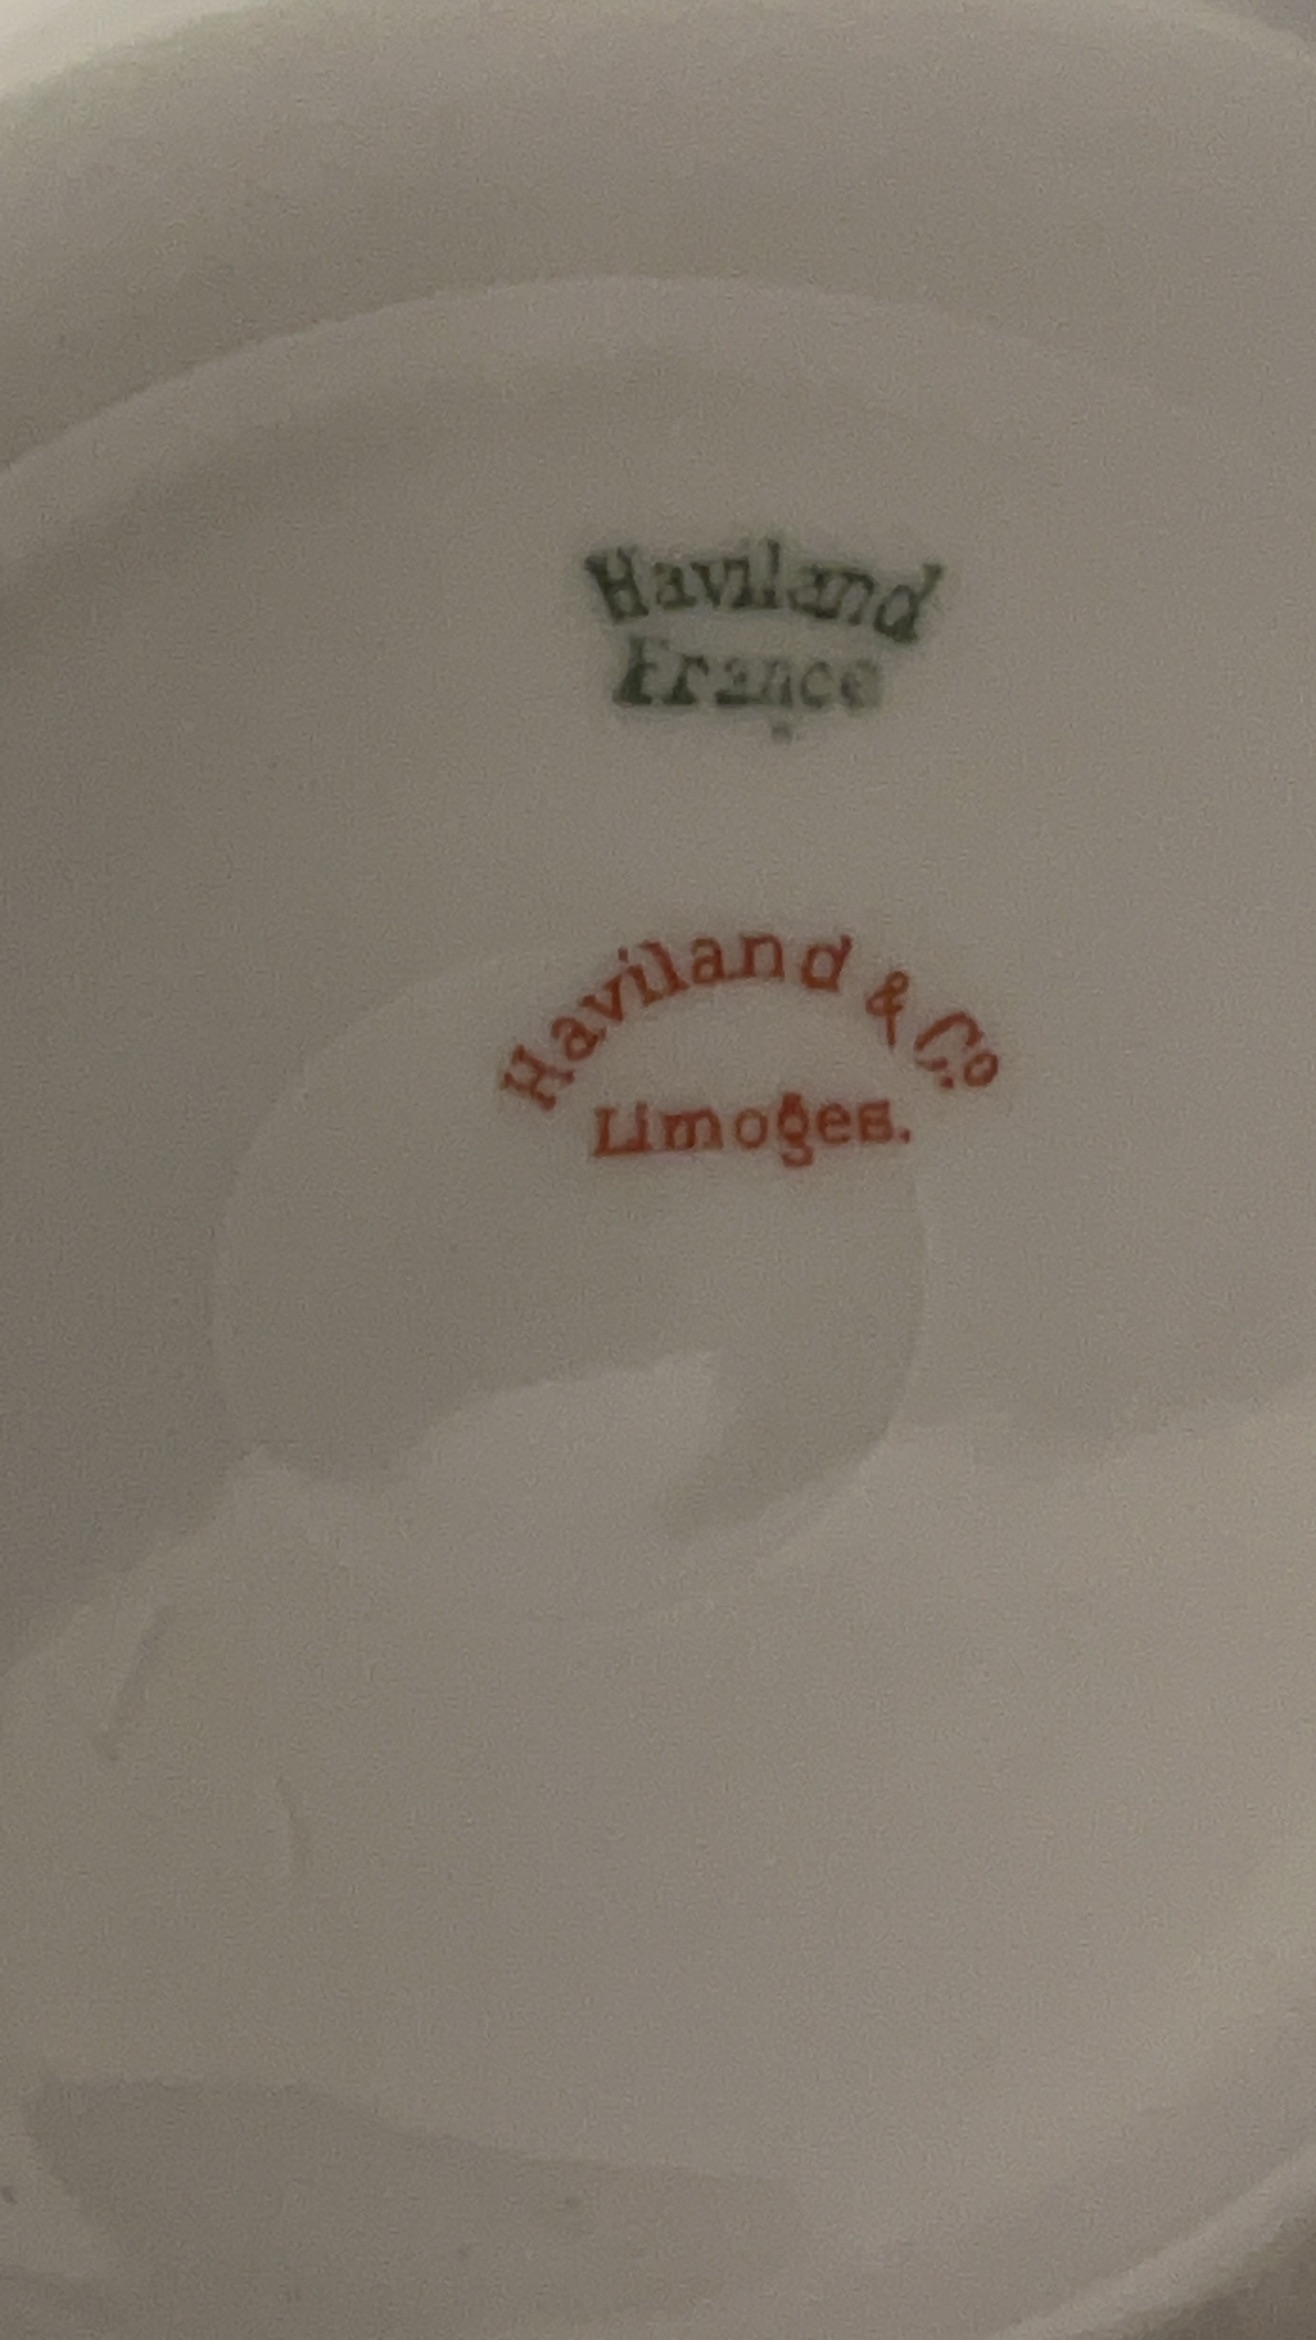 Haviland
France
Haviland & Co
Limoges.